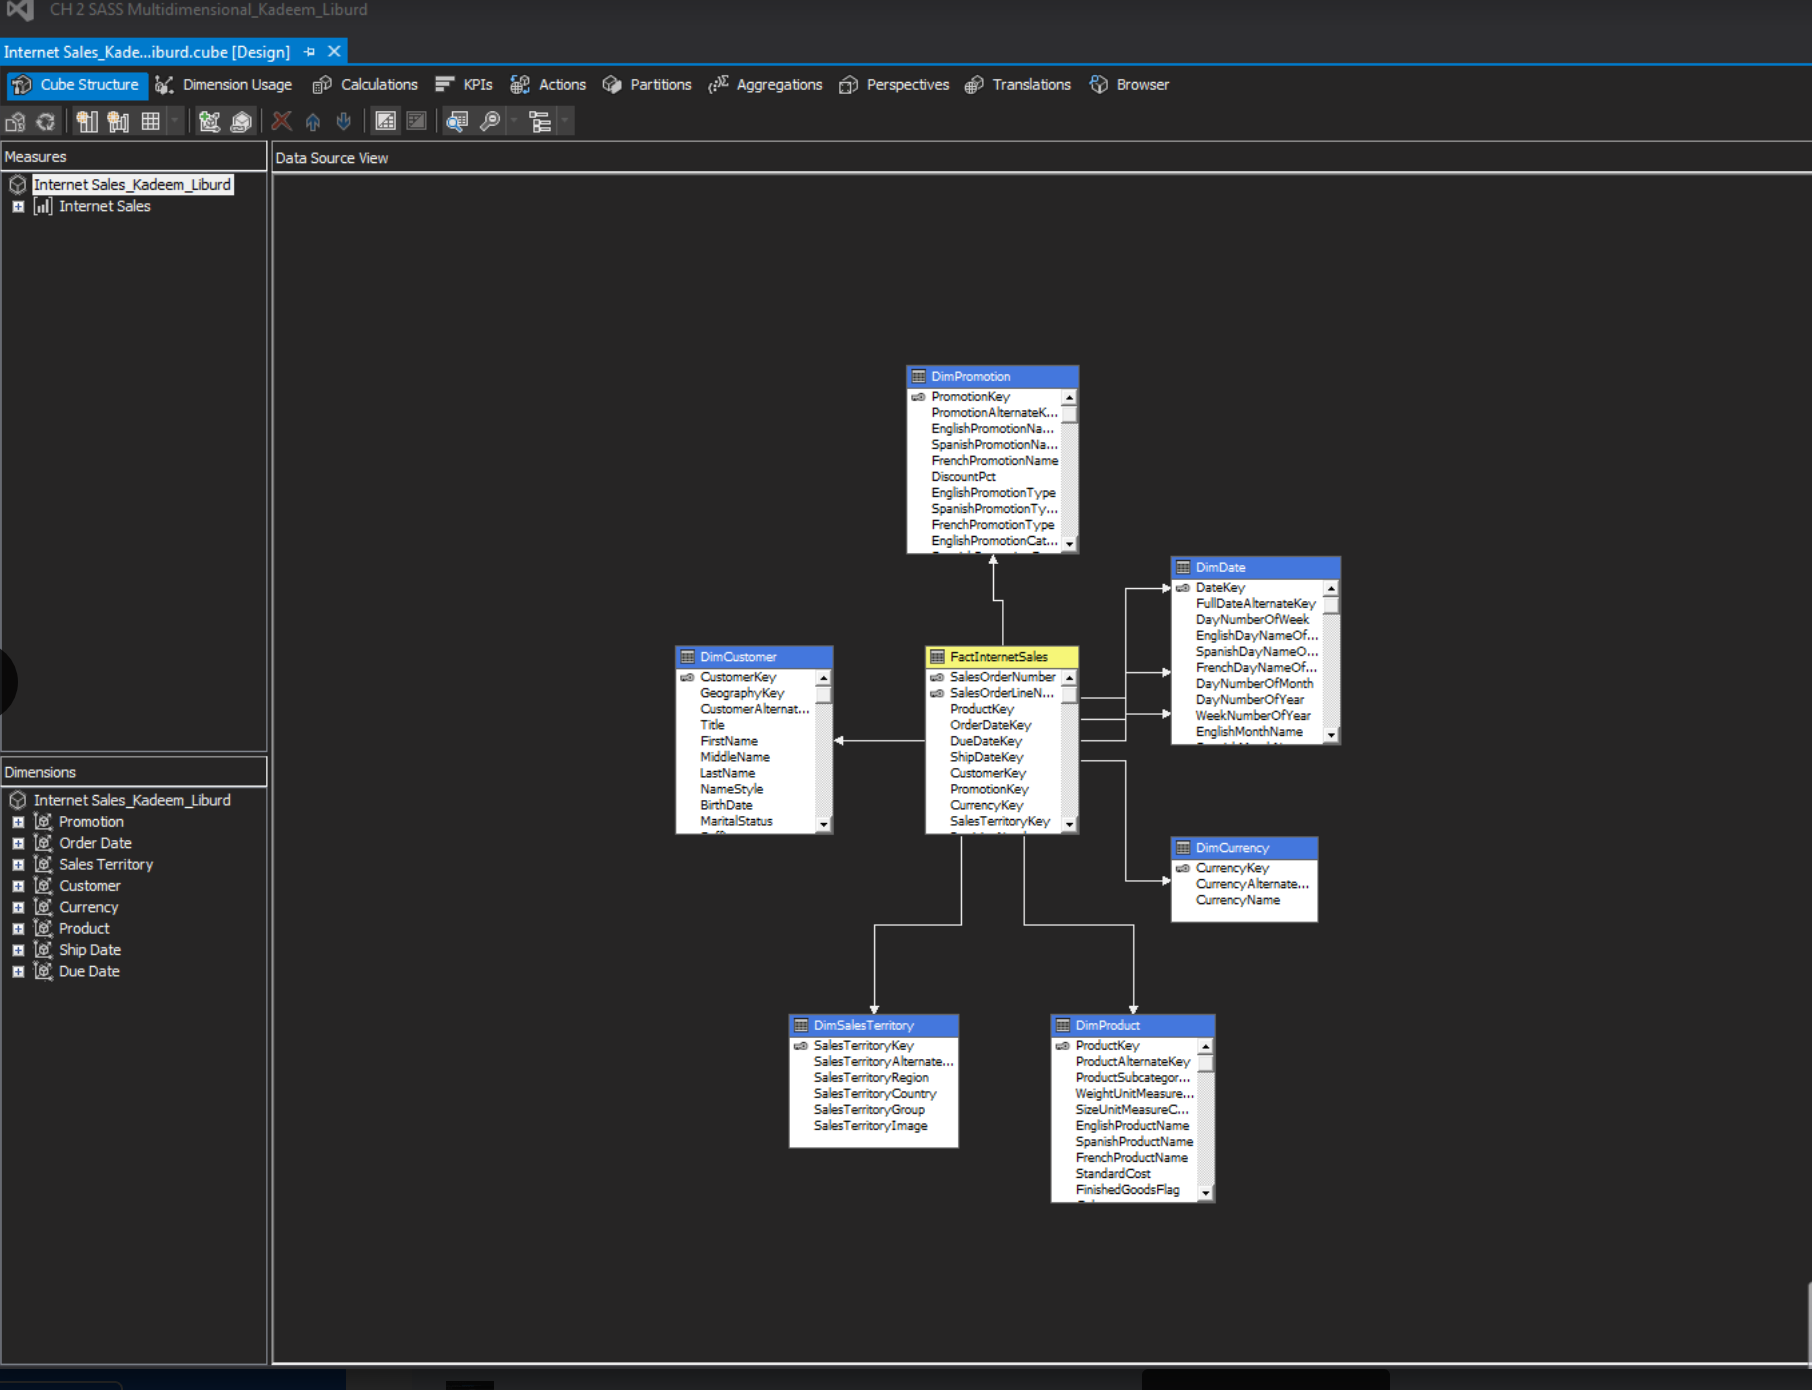 CH 2 SASS Multidimensional_Kadeem_Liburd
Internet Sales_Kade...iburd.cube [Design]
Cube Structure Dimension Usage Calculations KPIs Actions Partitions Aggregations Perspectives Translations Browser
Measures
Internet Sales_Kadeem_Liburd
Internet Sales
Dimensions
Internet Sales_Kadeem_Liburd
Promotion
Order Date
Sales Territory
Customer
Currency
Product
Ship Date
Due Date
Data Source View
DimPromotion
PromotionKey
PromotionAlternateK...
EnglishPromotionNa...
SpanishPromotionNa...
FrenchPromotionName
DiscountPct
EnglishPromotionType
SpanishPromotionTy...
FrenchPromotionType
EnglishPromotionCat...
DimDate
DateKey
FullDateAlternateKey
DayNumberOfWeek
EnglishDayNameOf...
SpanishDayNameO...
FrenchDayNameOf...
DayNumberOfMonth
DayNumberOfYear
WeekNumberOfYear
EnglishMonthName
DimCustomer
CustomerKey
GeographyKey
CustomerAlternat...
Title
FirstName
MiddleName
LastName
NameStyle
BirthDate
MaritalStatus
FactInternetSales
SalesOrderNumber
SalesOrderLineN...
ProductKey
OrderDateKey
DueDateKey
ShipDateKey
CustomerKey
PromotionKey
CurrencyKey
SalesTerritoryKey
DimCurrency
CurrencyKey
CurrencyAlternate...
CurrencyName
DimSalesTerritory
SalesTerritoryKey
SalesTerritoryAlternate...
SalesTerritoryRegion
SalesTerritoryCountry
SalesTerritoryGroup
SalesTerritoryImage
DimProduct
ProductKey
ProductAlternateKey
ProductSubcategor...
WeightUnitMeasure...
SizeUnitMeasureC...
EnglishProductName
SpanishProductName
FrenchProductName
StandardCost
FinishedGoodsFlag